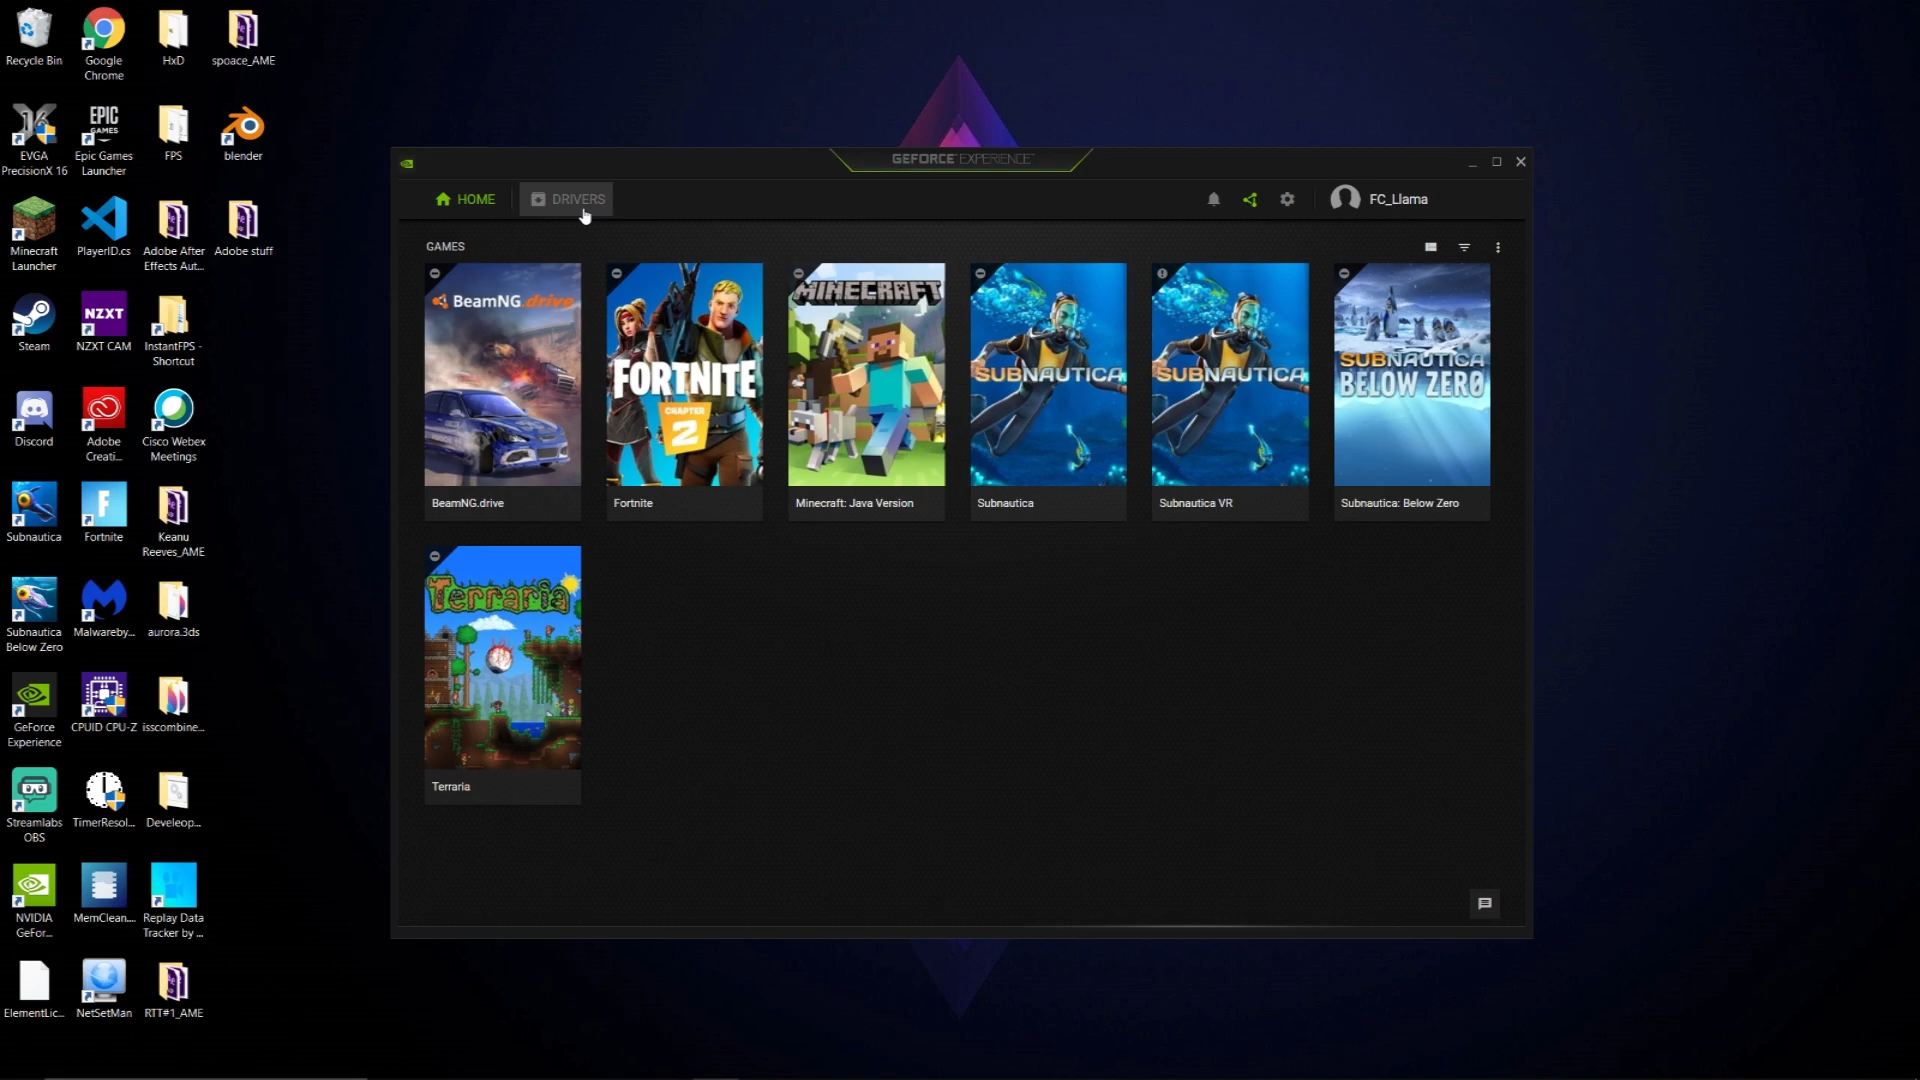 Recycle Bin
Google
Chrome
HxD
spoace_AME
EVGA
PrecisionX 16
EPIC
GAMES
Epic Games
Launcher
FPS
blender
Minecraft
Launcher
PlayerID.cs
Adobe After
Effects Aut...
Adobe stuff
Steam
NZXT
NZXT CAM
InstantFPS -
Shortcut
Discord
Adobe
Creati...
Cisco Webex
Meetings
Subnautica
Fortnite
Keanu
Reeves_AME
Subnautica
Below Zero
Malwareby...
aurora.3ds
GeForce
Experience
CPUID CPU-Z
isscombine...
Streamlabs
OBS
TimerResol...
Develeop...
NVIDIA
GeFor...
MemClean....
Replay Data
Tracker by ...
ElementLic...
NetSetMan
RTT#1_AME
GEFORCE EXPERIENCE
HOME
DRIVERS
FC_Llama
GAMES
BeamNG.drive
FORTNITE
CHAPTER
2
MINECRAFT
SUBNAUTICA
SUBNAUTICA
SUBNAUTICA
BELOW ZERO
BeamNG.drive
Fortnite
Minecraft: Java Version
Subnautica
Subnautica VR
Subnautica: Below Zero
Terraria
Terraria